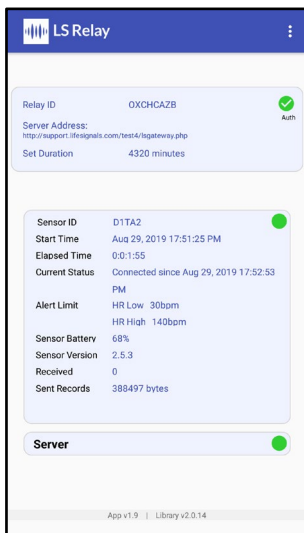 LS Relay
Relay ID OXCHCAZB
Auth
Server Address:
http://support.lifesignals.com/test4/lsgateway.php
Set Duration 4320 minutes
Sensor ID D1TA2
Start Time Aug 29, 2019 17:51:25 PM
Elapsed Time 0:0:1:55
Current Status Connected since Aug 29, 2019 17:52:53
PM
Alert Limit HR Low 30bpm
HR High 140bpm
Sensor Battery 68%
Sensor Version 2.5.3
Received 0
Sent Records 388497 bytes
Server
App v1.9 | Library v2.0.14